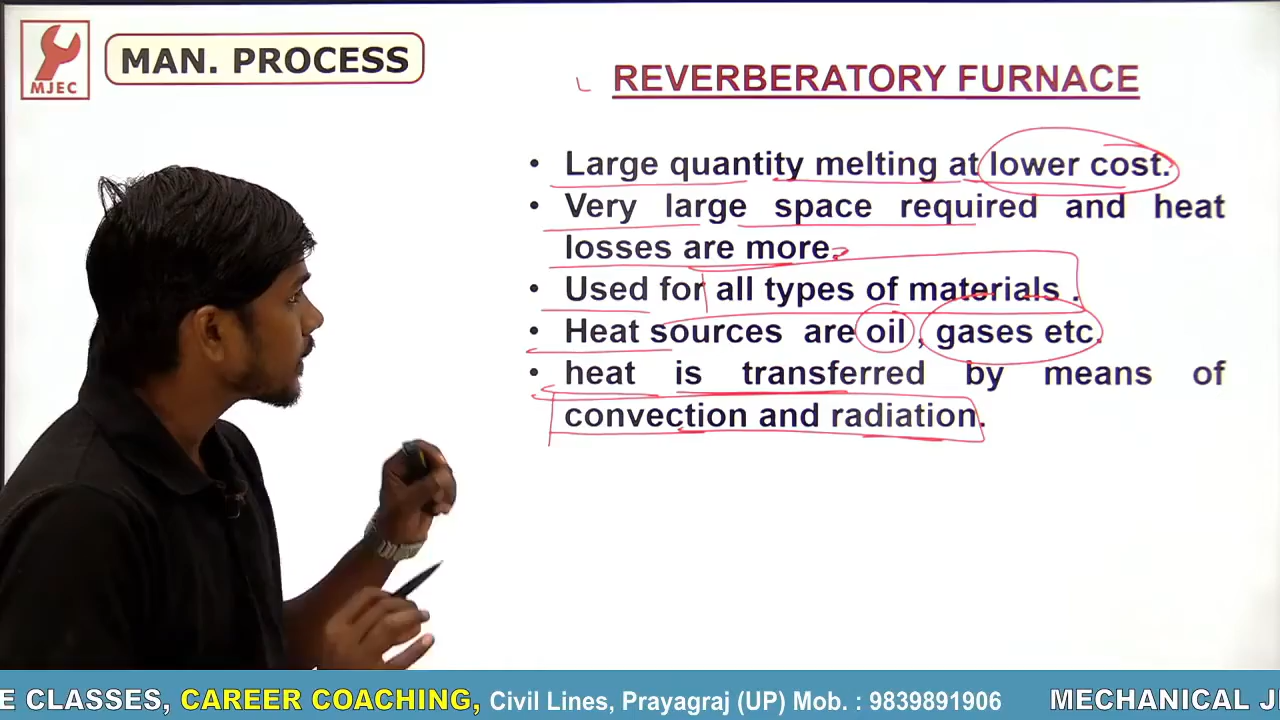 MJEC
MAN. PROCESS
REVERBERATORY FURNACE
• Large quantity melting at lower cost.
• Very large space required and heat
losses are more.
• Used for all types of materials .
• Heat sources are oil , gases etc.
• heat is transferred by means of
convection and radiation.
E CLASSES, CAREER COACHING, Civil Lines, Prayagraj (UP) Mob. : 9839891906 MECHANICAL J